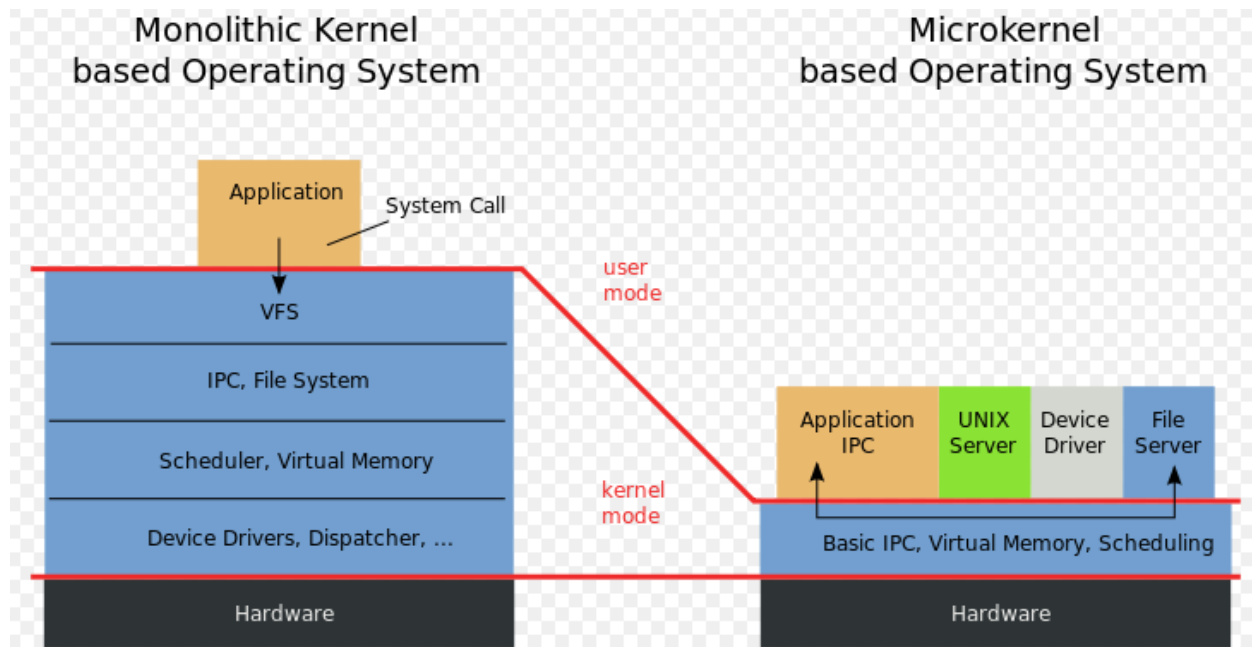 Monolithic Kernel
based Operating System
Microkernel
based Operating System
Application
System Call
user
mode
VFS
IPC, File System
Scheduler, Virtual Memory
Device Drivers, Dispatcher, ...
Hardware
kernel
mode
Application
IPC
UNIX
Server
Device
Driver
File
Server
Basic IPC, Virtual Memory, Scheduling
Hardware